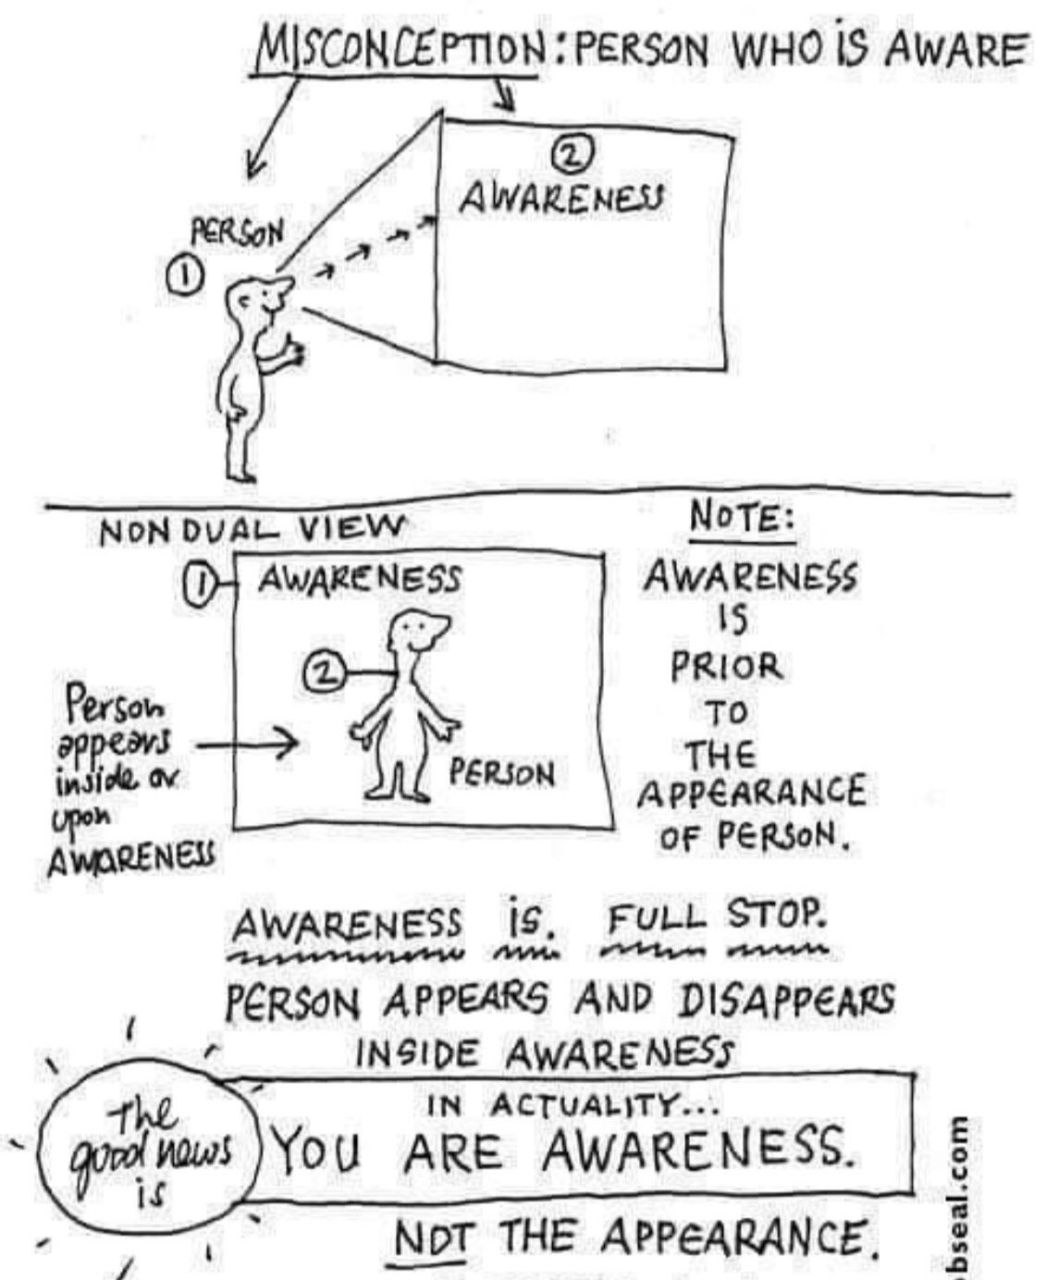 MISCONCEPTION: PERSON WHO IS AWARE
2
AWARENESS
PERSON
1
NON DUAL VIEW
1
AWARENESS
2
PERSON
Person
appears
inside or
upon
AWARENESS
NOTE:
AWARENESS
IS
PRIOR
TO
THE
APPEARANCE
OF PERSON.
AWARENESS is. FULL STOP.
PERSON APPEARS AND DISAPPEARS
INSIDE AWARENESS
The
good news
is
IN ACTUALITY...
YOU ARE AWARENESS.
NOT THE APPEARANCE.
bseal.com